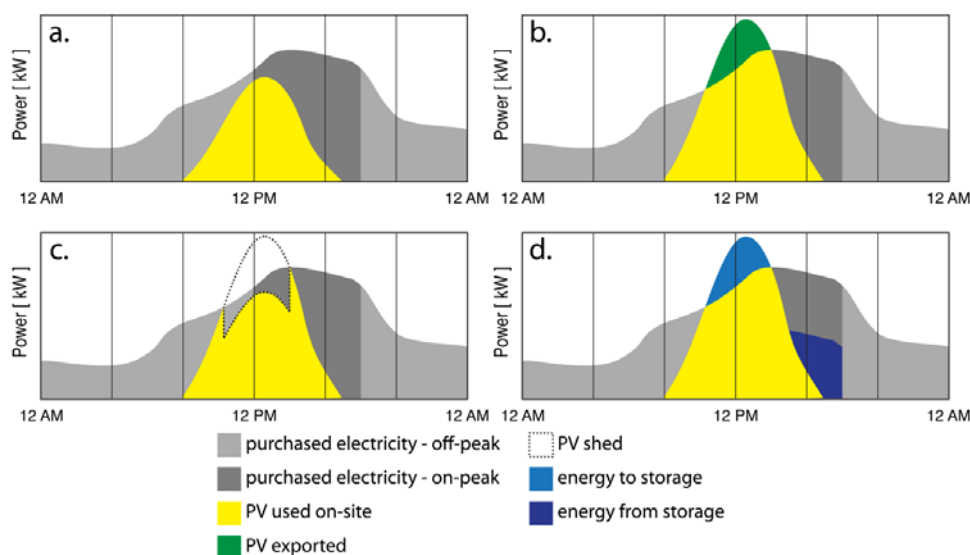 a.
Power [ kW ]
12 AM 12 PM 12 AM
b.
Power [ kW ]
12 AM 12 PM 12 AM
c.
Power [ kW ]
12 AM 12 PM 12 AM
d.
Power [ kW ]
12 AM 12 PM 12 AM
purchased electricity - off-peak
purchased electricity - on-peak
PV used on-site
PV exported
PV shed
energy to storage
energy from storage